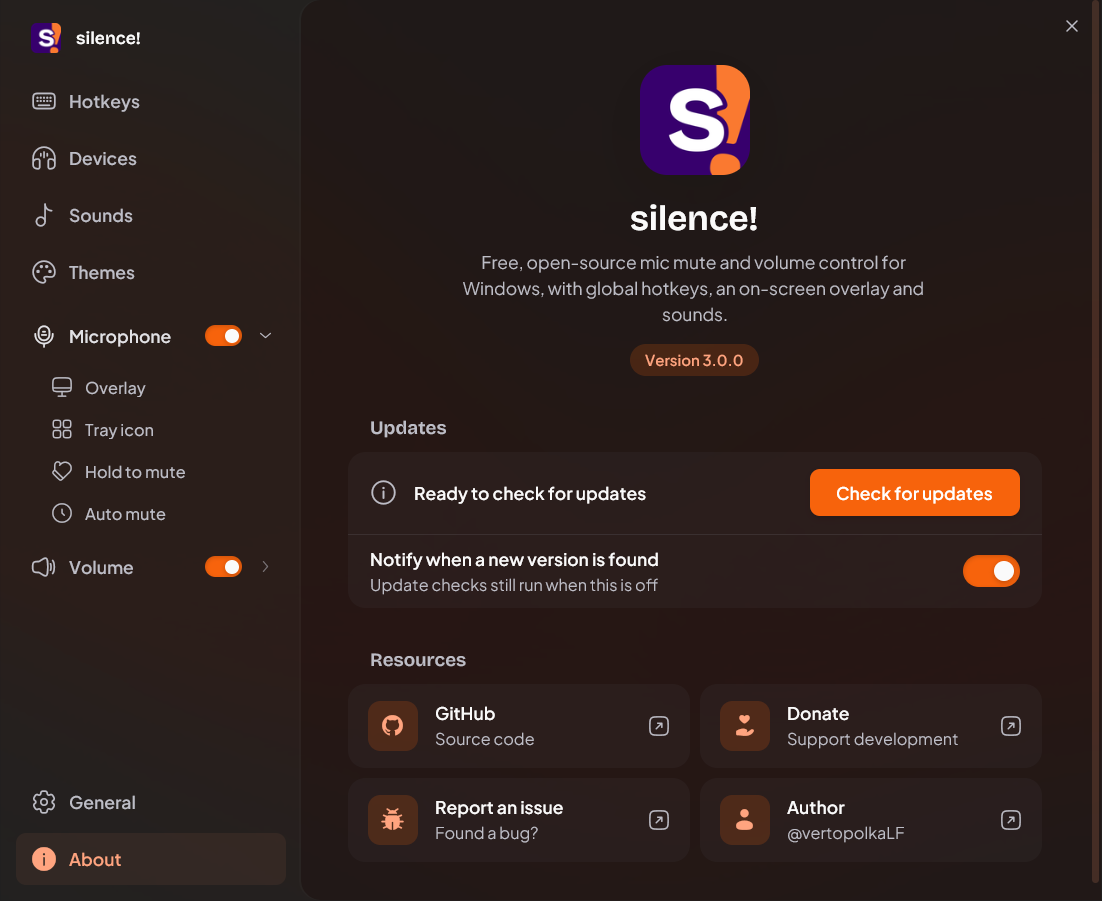 S!
silence!
Hotkeys
Devices
Sounds
Themes
Microphone
Overlay
Tray icon
Hold to mute
Auto mute
Volume
General
About
S!
silence!
Free, open-source mic mute and volume control for
Windows, with global hotkeys, an on-screen overlay and
sounds.
Version 3.0.0
Updates
Ready to check for updates
Check for updates
Notify when a new version is found
Update checks still run when this is off
Resources
GitHub
Source code
Donate
Support development
Report an issue
Found a bug?
Author
@vertopolkaLF